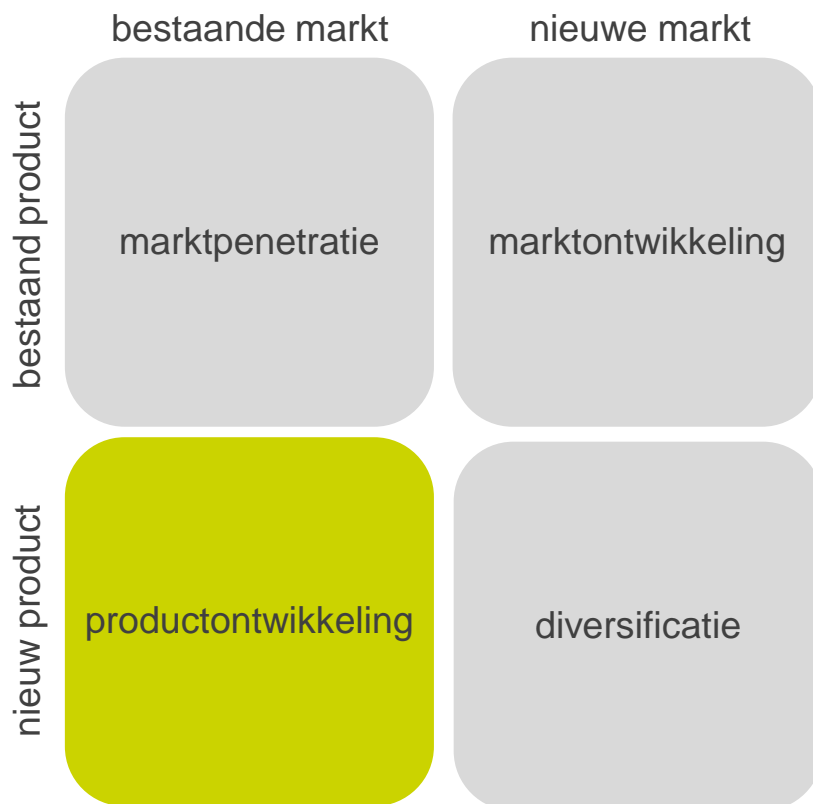 bestaande markt
nieuwe markt
bestaand product
marktpenetratie
marktontwikkeling
nieuw product
productontwikkeling
diversificatie